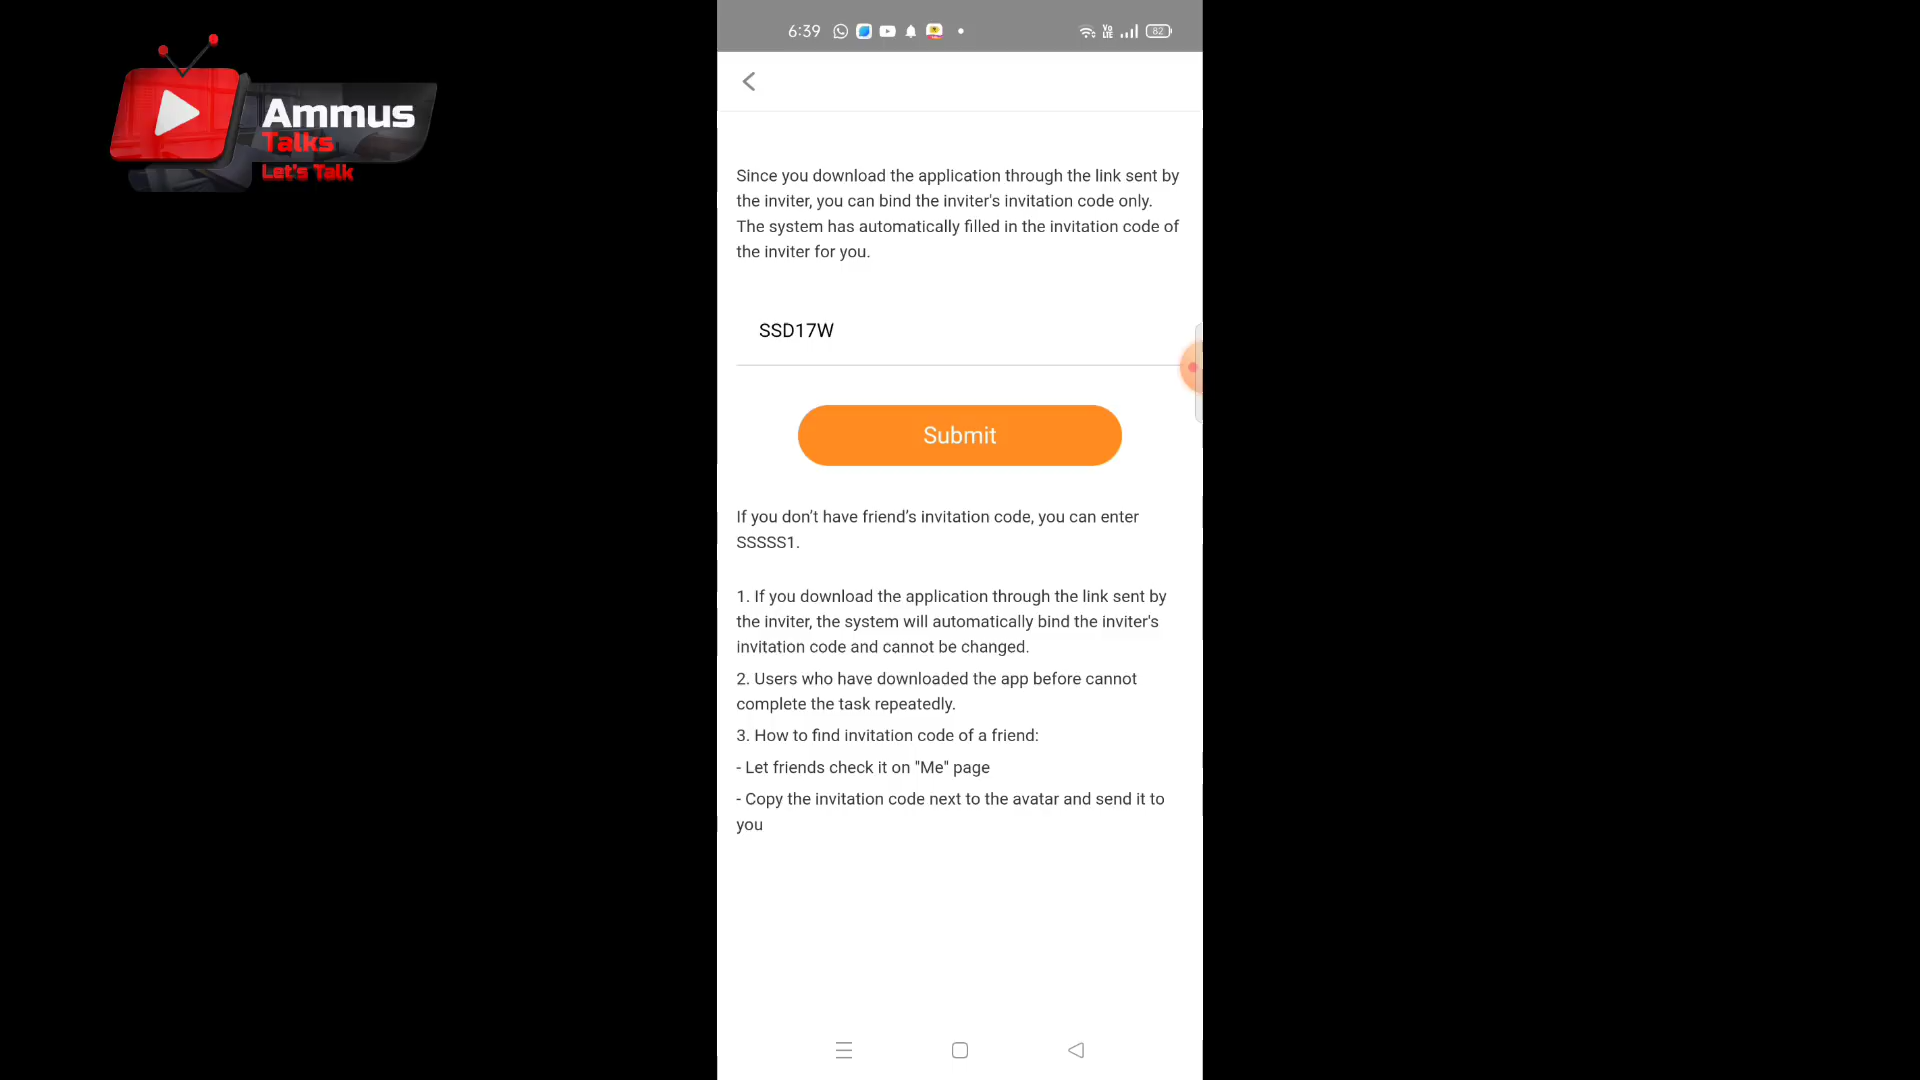 Ammus
Talks
Let's Talk
6:39
Vo
LTE
82
Since you download the application through the link sent by
the inviter, you can bind the inviter's invitation code only.
The system has automatically filled in the invitation code of
the inviter for you.
SSD17W
Submit
If you don’t have friend’s invitation code, you can enter
SSSSS1.
1. If you download the application through the link sent by
the inviter, the system will automatically bind the inviter's
invitation code and cannot be changed.
2. Users who have downloaded the app before cannot
complete the task repeatedly.
3. How to find invitation code of a friend:
- Let friends check it on "Me" page
- Copy the invitation code next to the avatar and send it to
you